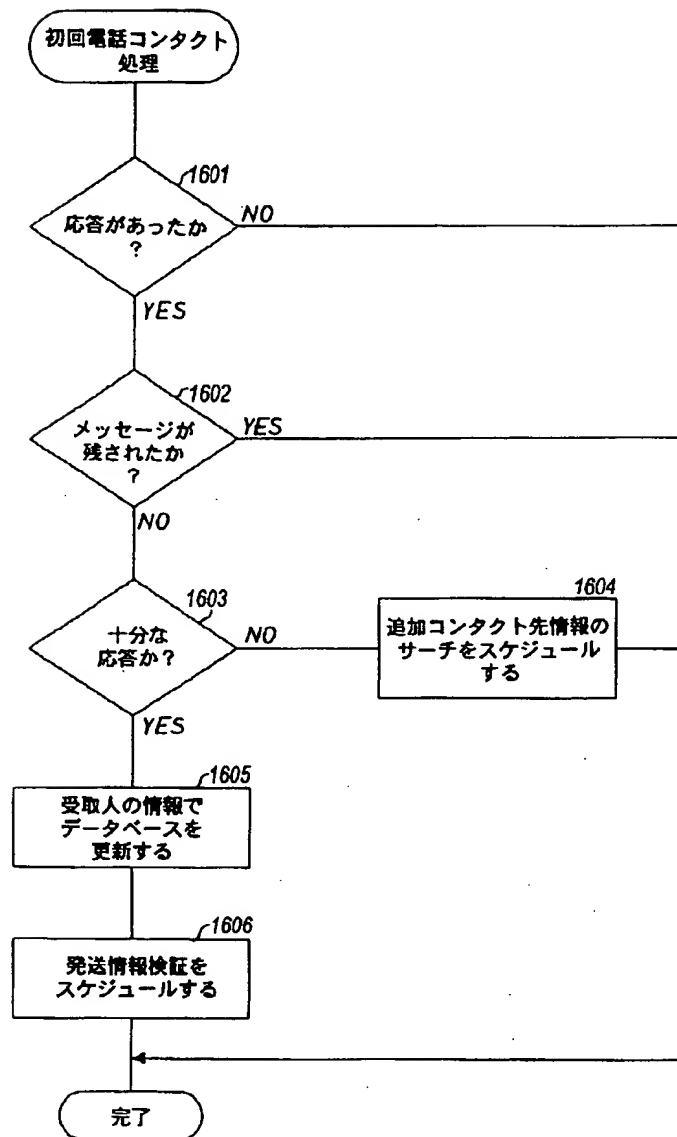 初回電話コンタクト
処理
1601
応答があったか
?
NO
YES
1602
メッセージが
残されたか
?
YES
NO
1603
十分な
応答か?
NO
1604
追加コンタクト先情報の
サーチをスケジュール
する
YES
1605
受取人の情報で
データベースを
更新する
1606
発送情報検証を
スケジュールする
完了